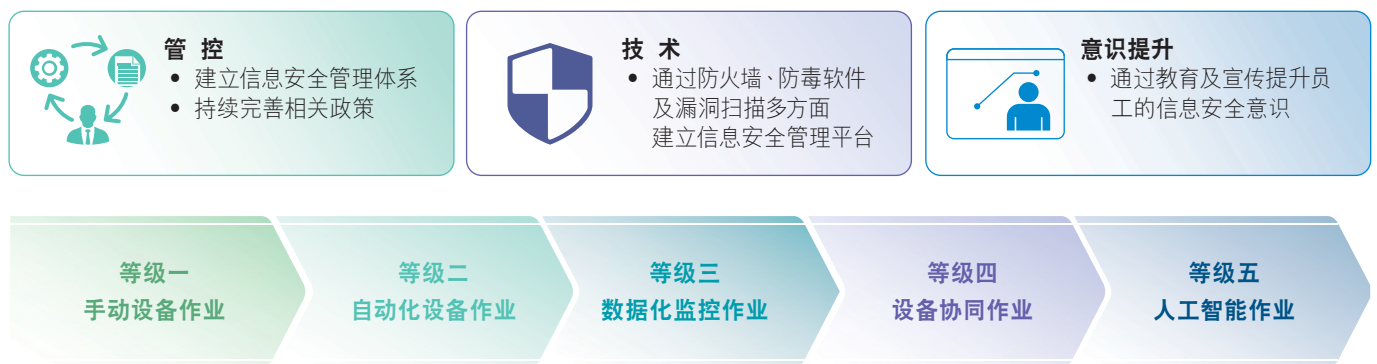 管 控
• 建立信息安全管理体系
• 持续完善相关政策
技 术
• 通过防火墙、防毒软件
及漏洞扫描多方面
建立信息安全管理平台
意识提升
• 通过教育及宣传提升员
工的信息安全意识
等级一
手动设备作业
等级二
自动化设备作业
等级三
数据化监控作业
等级四
设备协同作业
等级五
人工智能作业